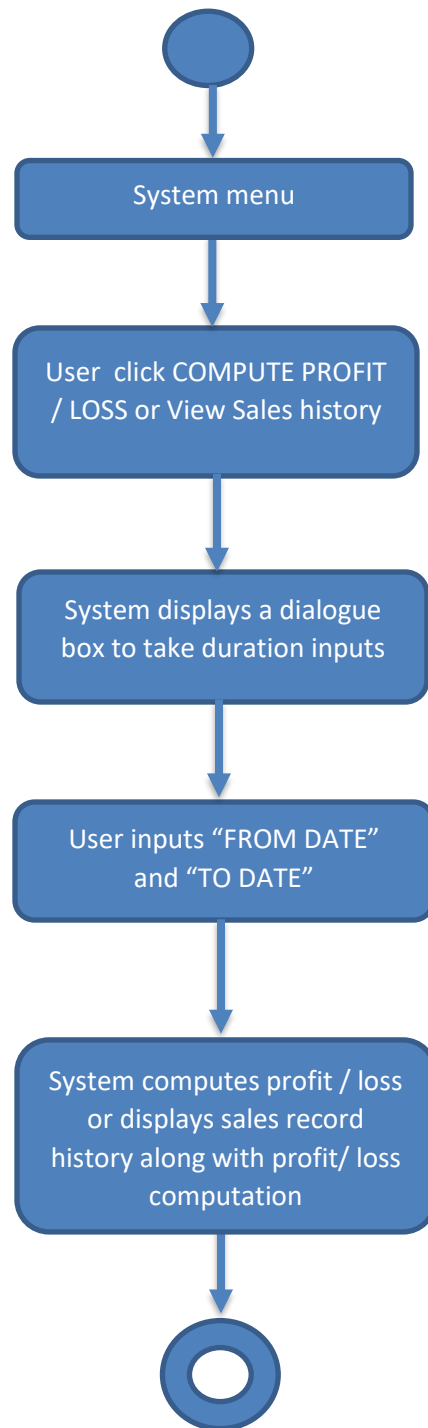 System menu
User  click COMPUTE PROFIT
/ LOSS or View Sales history
System displays a dialogue
box to take duration inputs
User inputs “FROM DATE”
and “TO DATE”
System computes profit / loss
or displays sales record
history along with profit/ loss
computation